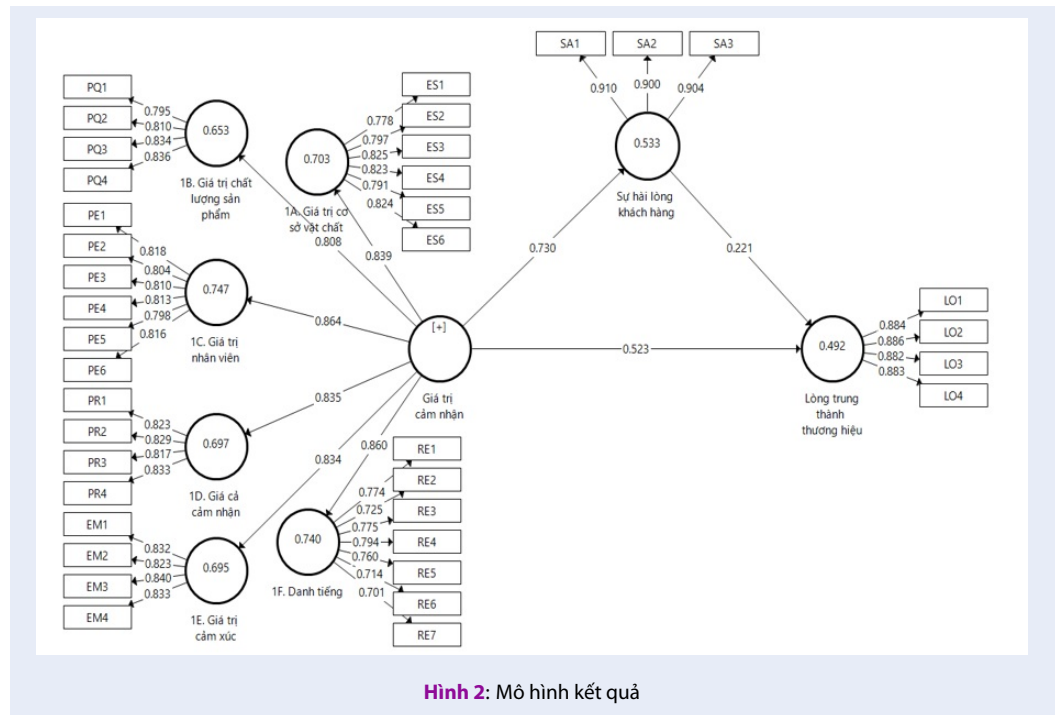 SA1
SA2
SA3
0.910
0.900
0.904
0.533
Sự hài lòng
khách hàng
PQ1
PQ2
PQ3
PQ4
0.795
0.810
0.834
0.836
0.653
1B. Giá trị chất
lượng sản
phẩm
ES1
ES2
ES3
ES4
ES5
ES6
0.778
0.797
0.825
0.823
0.791
0.824
0.703
1A. Giá trị cơ
sở vật chất
PE1
PE2
PE3
PE4
PE5
PE6
0.818
0.804
0.810
0.813
0.798
0.816
0.747
1C. Giá trị
nhân viên
0.808
0.839
0.864
0.835
0.834
0.860
0.730
0.221
0.523
[+]
Giá trị
cảm nhận
0.492
Lòng trung
thành
thương hiệu
0.884
0.886
0.882
0.883
LO1
LO2
LO3
LO4
PR1
PR2
PR3
PR4
0.823
0.829
0.817
0.833
0.697
1D. Giá cả
cảm nhận
EM1
EM2
EM3
EM4
0.832
0.823
0.840
0.833
0.695
1E. Giá trị
cảm xúc
RE1
RE2
RE3
RE4
RE5
RE6
RE7
0.774
0.725
0.775
0.794
0.760
0.714
0.701
0.740
1F. Danh tiếng
Hình 2: Mô hình kết quả